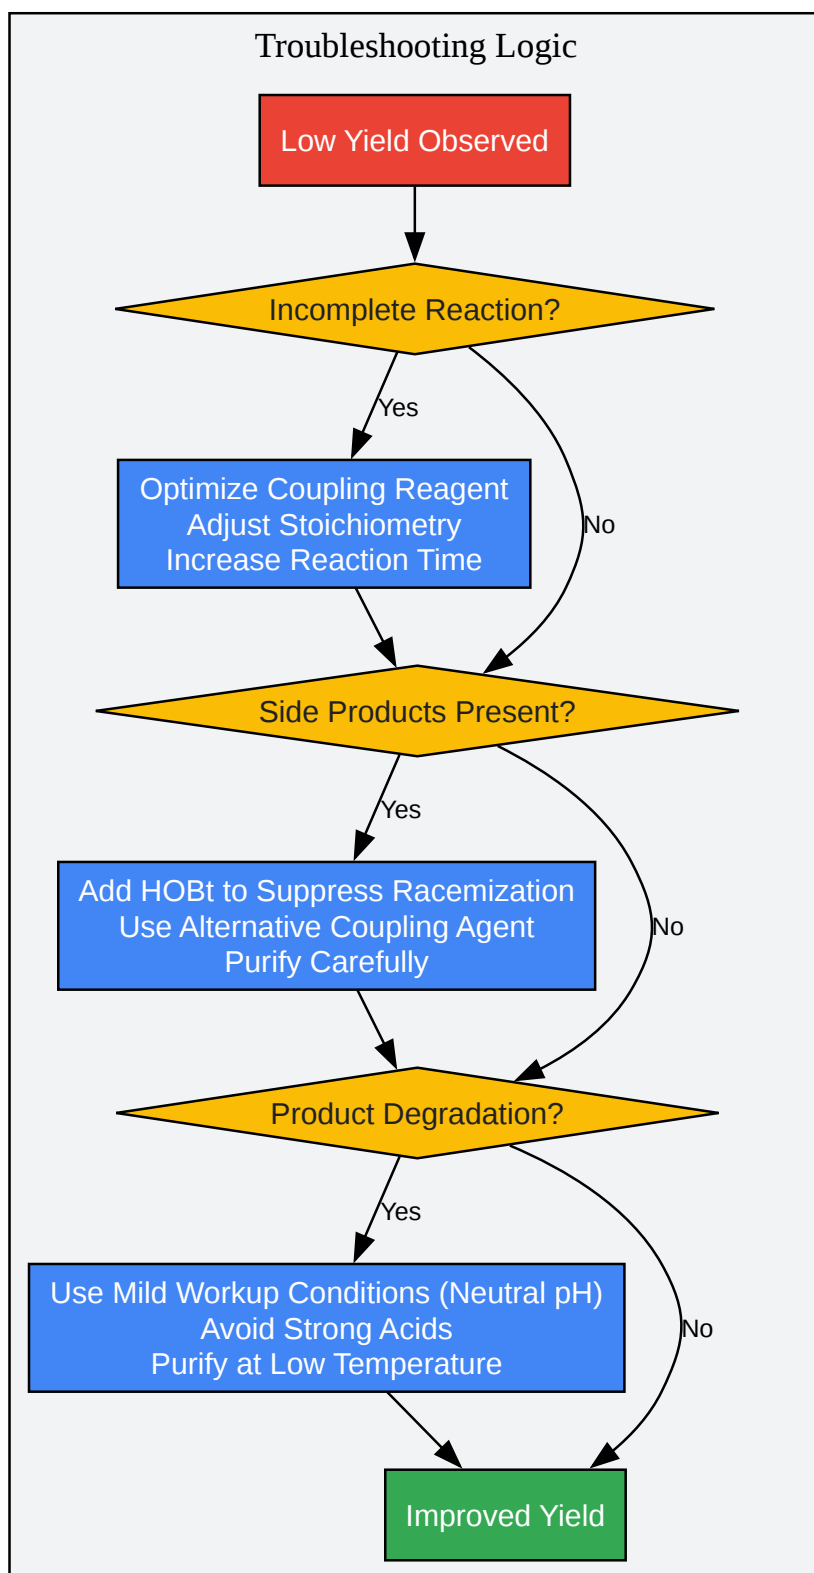 Troubleshooting Logic
Low Yield Observed
Incomplete Reaction?
Yes
Optimize Coupling Reagent
Adjust Stoichiometry
Increase Reaction Time
No
Side Products Present?
Yes
Add HOBt to Suppress Racemization
Use Alternative Coupling Agent
Purify Carefully
No
Product Degradation?
Yes
Use Mild Workup Conditions (Neutral pH)
Avoid Strong Acids
Purify at Low Temperature
No
Improved Yield